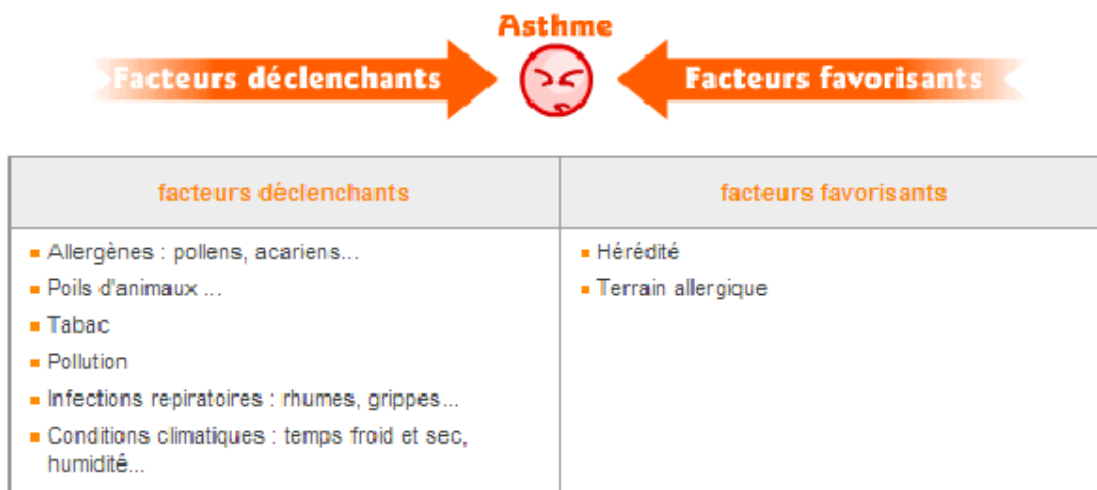 Asthme
Facteurs déclenchants
Facteurs favorisants
facteurs déclenchants
facteurs favorisants
Allergènes : pollens, acariens...
Poils d'animaux ...
Tabac
Pollution
Infections repiratoires : rhumes, grippes...
Conditions climatiques : temps froid et sec,
humidité...
Hérédité
Terrain allergique